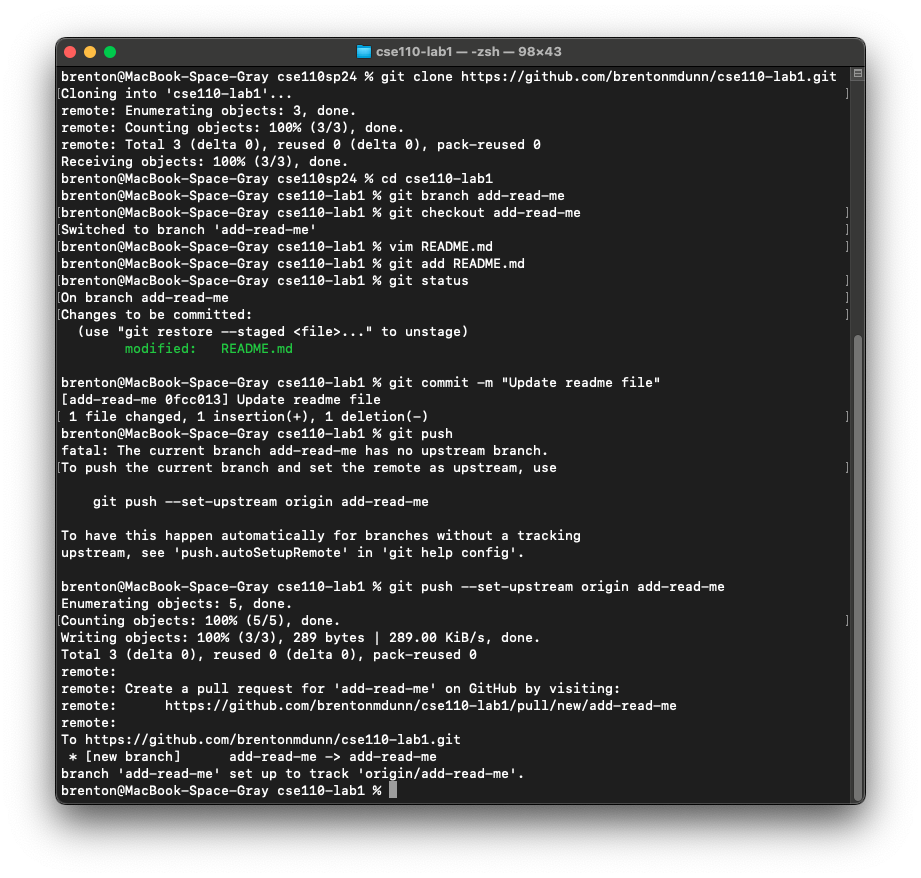 cse110-lab1 — -zsh — 98×43
brenton@MacBook-Space-Gray cse110sp24 % git clone https://github.com/brentonmdunn/cse110-lab1.git
[Cloning into 'cse110-lab1'... ]
remote: Enumerating objects: 3, done.
remote: Counting objects: 100% (3/3), done.
remote: Total 3 (delta 0), reused 0 (delta 0), pack-reused 0
Receiving objects: 100% (3/3), done.
brenton@MacBook-Space-Gray cse110sp24 % cd cse110-lab1
brenton@MacBook-Space-Gray cse110-lab1 % git branch add-read-me
[brenton@MacBook-Space-Gray cse110-lab1 % git checkout add-read-me ]
[Switched to branch 'add-read-me' ]
[brenton@MacBook-Space-Gray cse110-lab1 % vim README.md ]
brenton@MacBook-Space-Gray cse110-lab1 % git add README.md
[brenton@MacBook-Space-Gray cse110-lab1 % git status ]
[On branch add-read-me ]
[Changes to be committed: ]
  (use "git restore --staged <file>..." to unstage)
        modified:   README.md

brenton@MacBook-Space-Gray cse110-lab1 % git commit -m "Update readme file"
[add-read-me 0fcc013] Update readme file
[ 1 file changed, 1 insertion(+), 1 deletion(-) ]
brenton@MacBook-Space-Gray cse110-lab1 % git push
fatal: The current branch add-read-me has no upstream branch.
[To push the current branch and set the remote as upstream, use ]

    git push --set-upstream origin add-read-me

To have this happen automatically for branches without a tracking
upstream, see 'push.autoSetupRemote' in 'git help config'.

brenton@MacBook-Space-Gray cse110-lab1 % git push --set-upstream origin add-read-me
Enumerating objects: 5, done.
[Counting objects: 100% (5/5), done. ]
Writing objects: 100% (3/3), 289 bytes | 289.00 KiB/s, done.
Total 3 (delta 0), reused 0 (delta 0), pack-reused 0
remote:
remote: Create a pull request for 'add-read-me' on GitHub by visiting:
remote:      https://github.com/brentonmdunn/cse110-lab1/pull/new/add-read-me
remote:
To https://github.com/brentonmdunn/cse110-lab1.git
 * [new branch]      add-read-me -> add-read-me
branch 'add-read-me' set up to track 'origin/add-read-me'.
brenton@MacBook-Space-Gray cse110-lab1 %